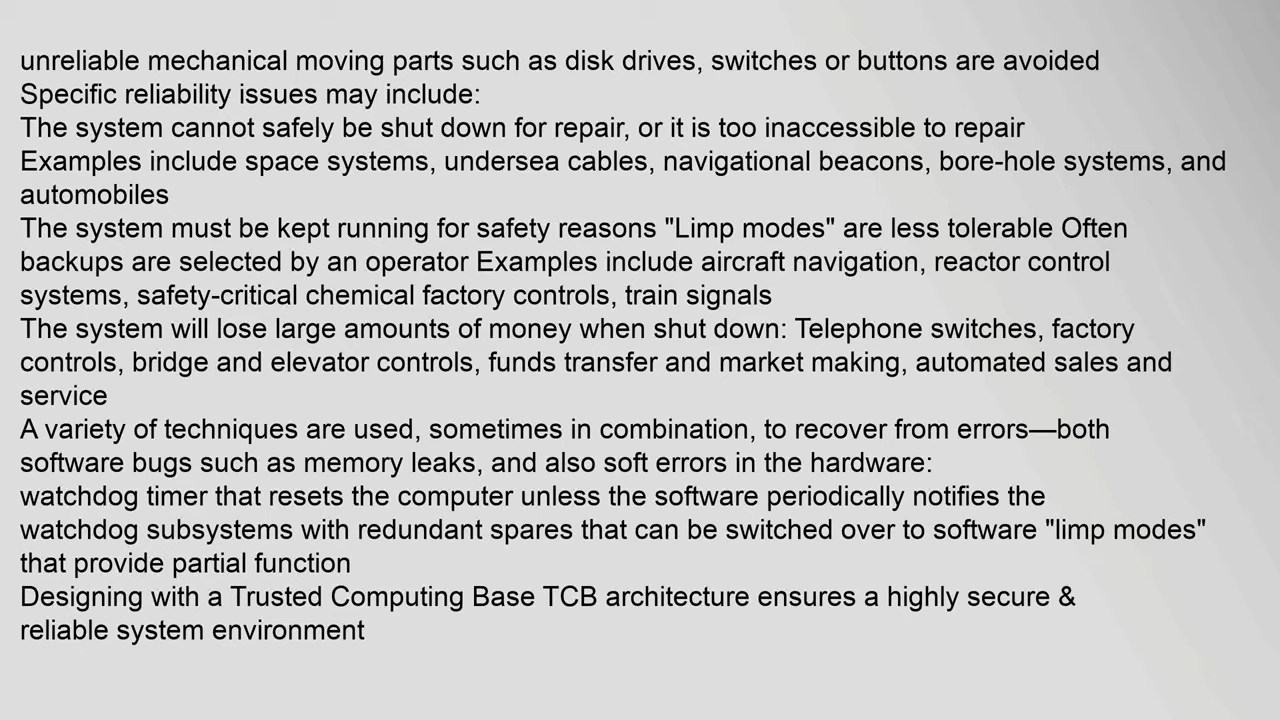 unreliable mechanical moving parts such as disk drives, switches or buttons are avoided
Specific reliability issues may include:
The system cannot safely be shut down for repair, or it is too inaccessible to repair
Examples include space systems, undersea cables, navigational beacons, bore-hole systems, and
automobiles
The system must be kept running for safety reasons "Limp modes" are less tolerable Often
backups are selected by an operator Examples include aircraft navigation, reactor control
systems, safety-critical chemical factory controls, train signals
The system will lose large amounts of money when shut down: Telephone switches, factory
controls, bridge and elevator controls, funds transfer and market making, automated sales and
service
A variety of techniques are used, sometimes in combination, to recover from errors—both
software bugs such as memory leaks, and also soft errors in the hardware:
watchdog timer that resets the computer unless the software periodically notifies the
watchdog subsystems with redundant spares that can be switched over to software "limp modes"
that provide partial function
Designing with a Trusted Computing Base TCB architecture ensures a highly secure &
reliable system environment